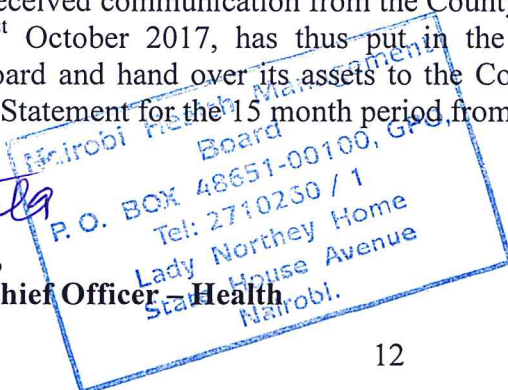 received communication from the County
st October 2017, has thus put in the
oard and hand over its assets to the Co
Statement for the 15 month period from
Nairobi Health Management
Board
P. O. BOX 48651-00100, GPO,
Tel: 2710250 / 1
Lady Northey Home
State House Avenue
Nairobi.
Chief Officer – Health
12